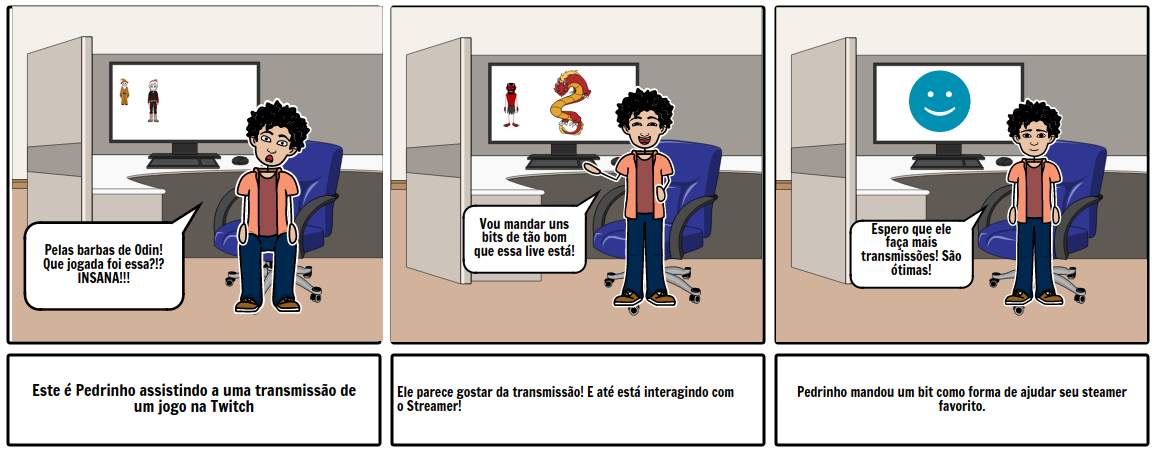 Pelas barbas de Odin!
Que jogada foi essa?!?
INSANA!!!
Vou mandar uns
bits de tão bom
que essa live está!
Espero que ele
faça mais
transmissões! São
ótimas!
Este é Pedrinho assistindo a uma transmissão de
um jogo na Twitch
Ele parece gostar da transmissão! E até está interagindo com
o Streamer!
Pedrinho mandou um bit como forma de ajudar seu steamer
favorito.